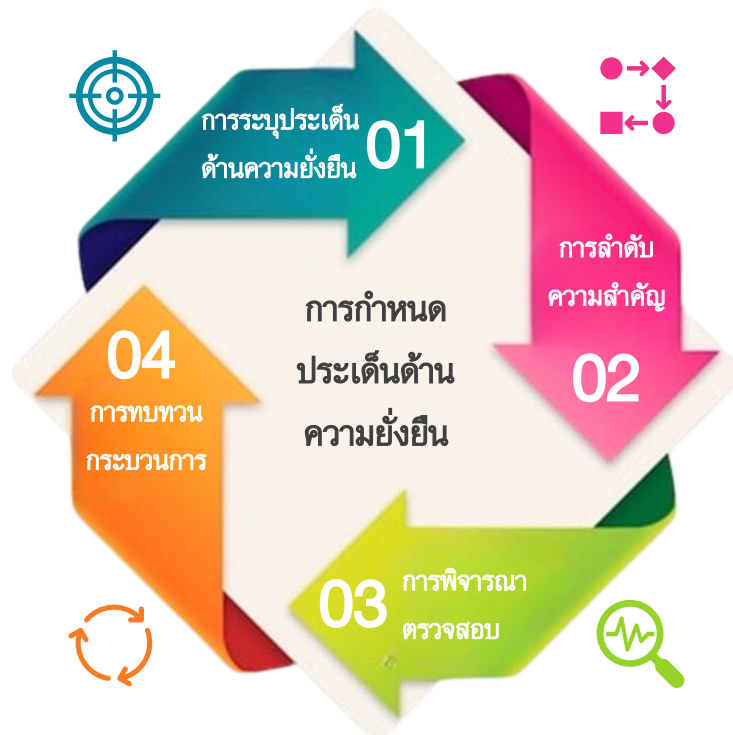 การระบุประเด็น
ด้านความยั่งยืน
01
การลำดับ
ความสำคัญ
02
การกำหนด
ประเด็นด้าน
ความยั่งยืน
03
การพิจารณา
ตรวจสอบ
04
การทบทวน
กระบวนการ